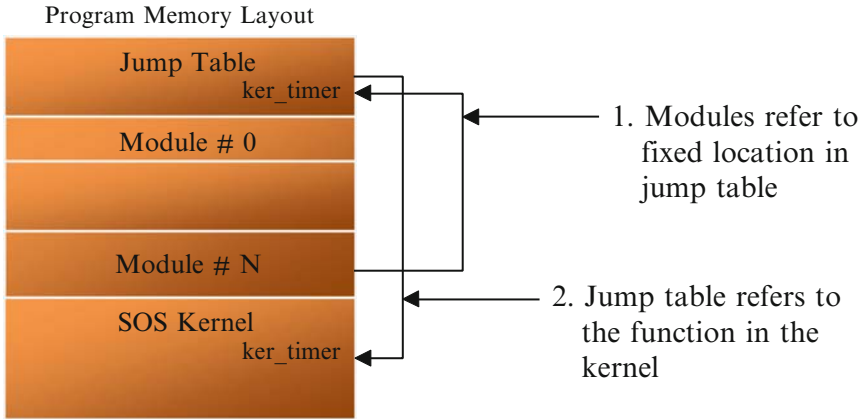 Program Memory Layout
Jump Table
ker_timer
Module # 0
Module # N
SOS Kernel
ker_timer
1. Modules refer to
fixed location in
jump table
2. Jump table refers to
the function in the
kernel